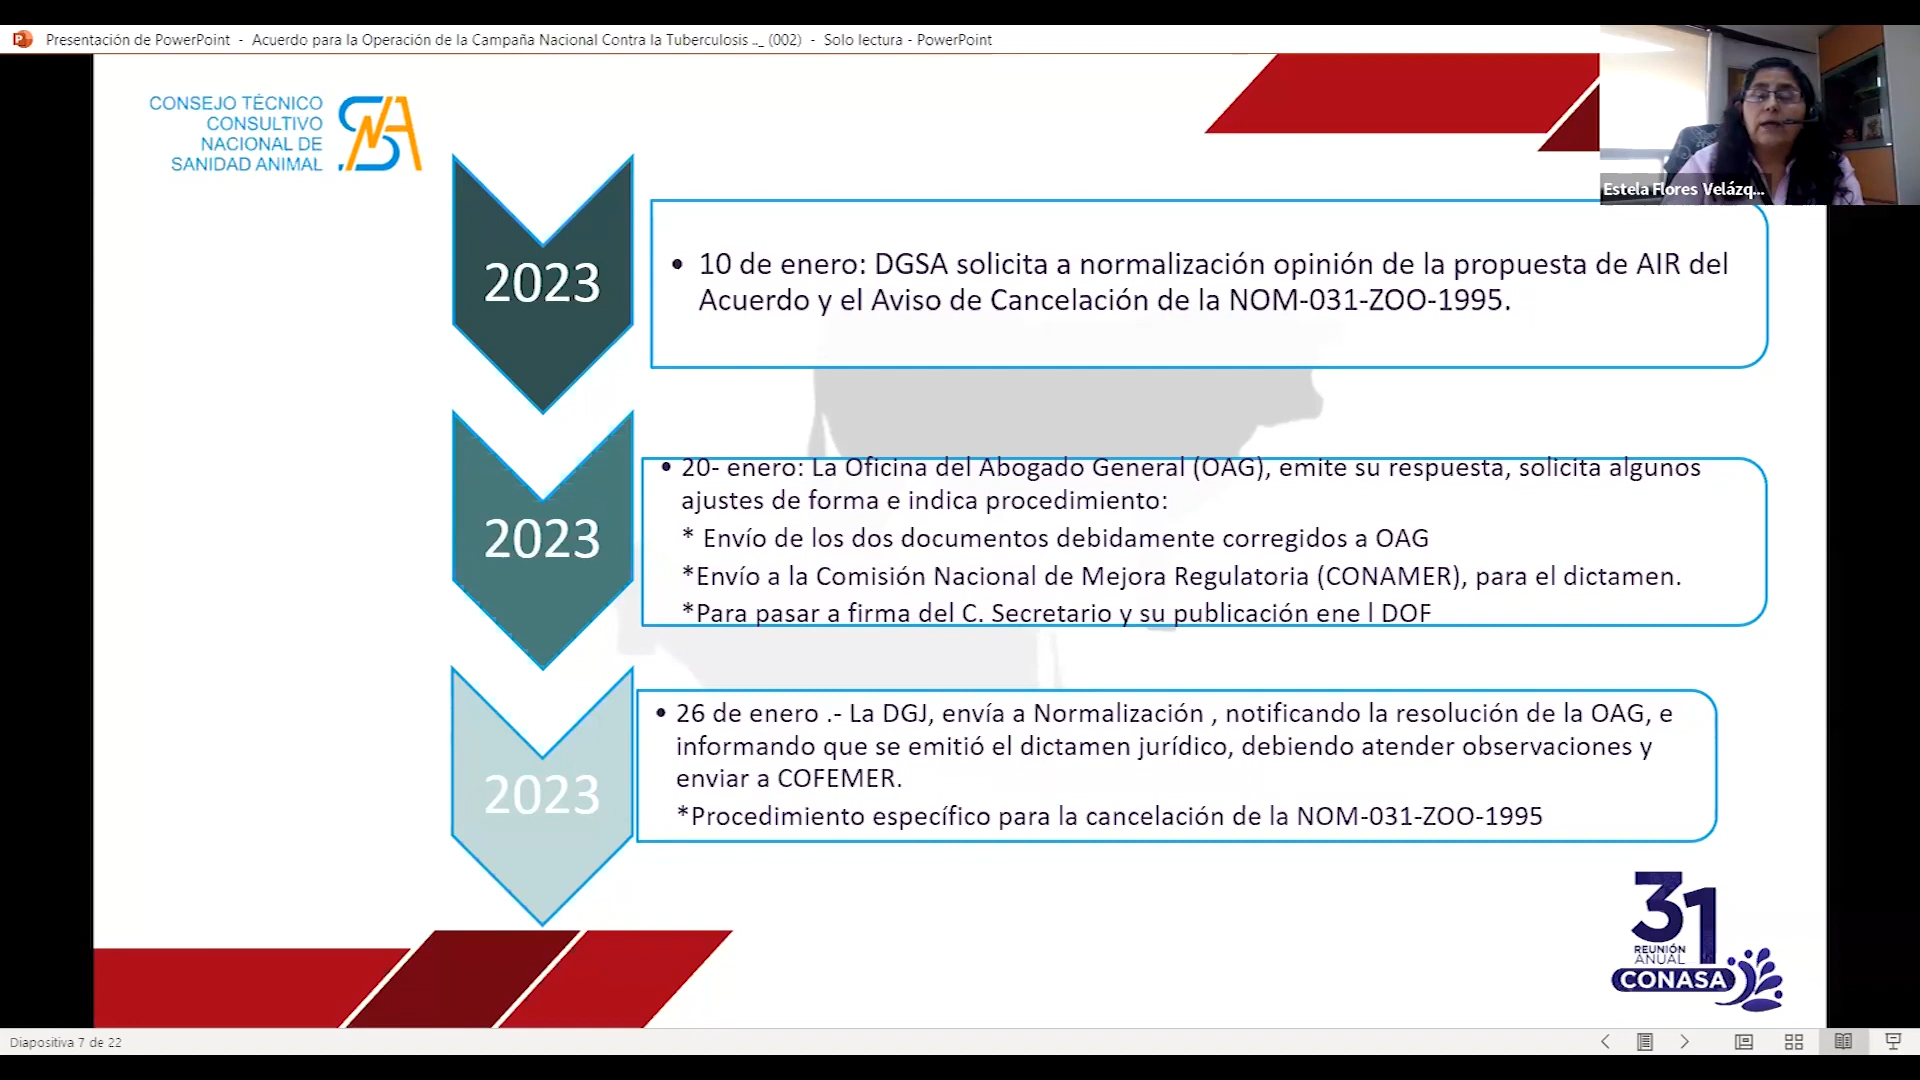 Presentación de PowerPoint - Acuerdo para la Operación de la Campaña Nacional Contra la Tuberculosis .._ (002) - Solo lectura - PowerPoint
CONSEJO TÉCNICO
CONSULTIVO
NACIONAL DE
SANIDAD ANIMAL
Estela Flores Velázq...
2023
• 10 de enero: DGSA solicita a normalización opinión de la propuesta de AIR del
Acuerdo y el Aviso de Cancelación de la NOM-031-ZOO-1995.
2023
• 20- enero: La Oficina del Abogado General (OAG), emite su respuesta, solicita algunos
ajustes de forma e indica procedimiento:
* Envío de los dos documentos debidamente corregidos a OAG
*Envío a la Comisión Nacional de Mejora Regulatoria (CONAMER), para el dictamen.
*Para pasar a firma del C. Secretario y su publicación ene l DOF
2023
• 26 de enero .- La DGJ, envía a Normalización , notificando la resolución de la OAG, e
informando que se emitió el dictamen jurídico, debiendo atender observaciones y
enviar a COFEMER.
*Procedimiento específico para la cancelación de la NOM-031-ZOO-1995
31
REUNIÓN
ANUAL
CONASA
Diapositiva 7 de 22